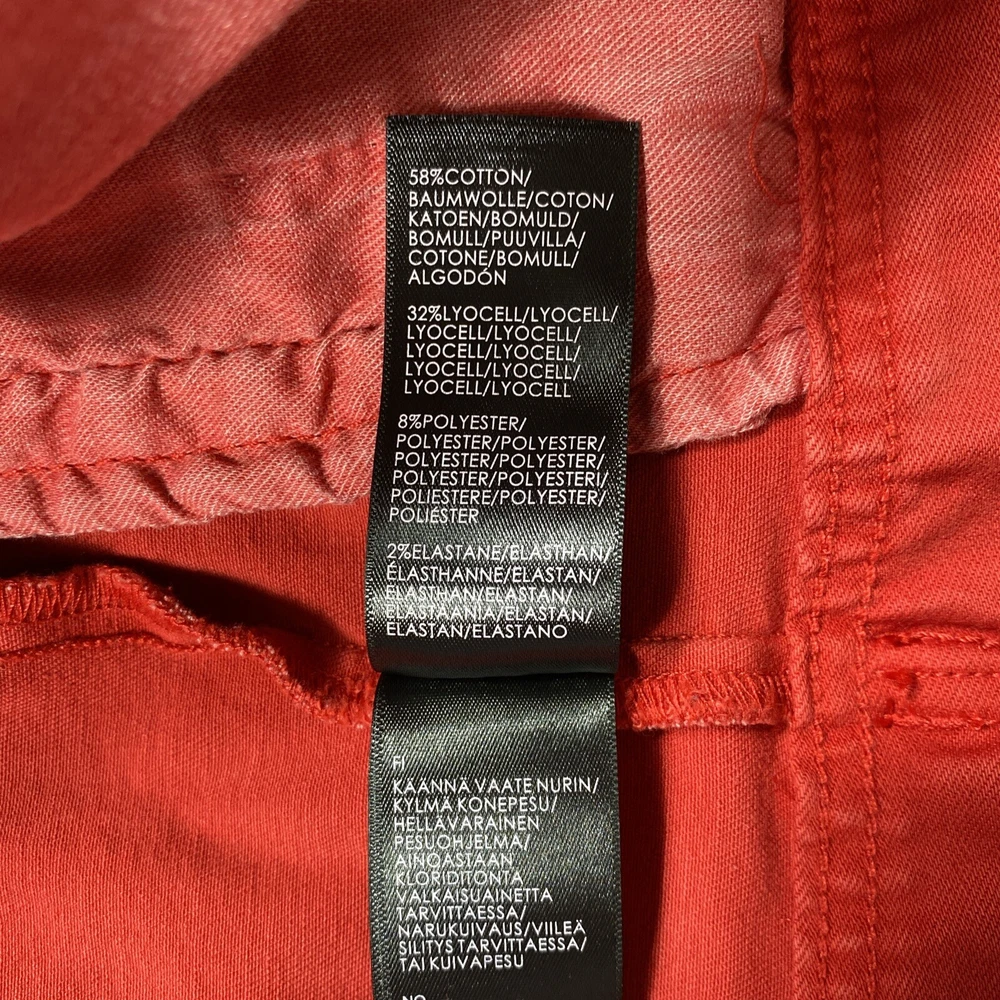 58%COTTON/
BAUMWOLLE/COTON/
KATOEN/BOMULD/
BOMULL/PUUVILLA/
COTONE/BOMULL/
ALGODÓN
32%LYOCELL/LYOCELL/
LYOCELL/LYOCELL/
LYOCELL/LYOCELL/
LYOCELL/LYOCELL/
LYOCELL/LYOCELL
8%POLYESTER/
POLYESTER/POLYESTER/
POLYESTER/POLYESTER/
POLYESTER/POLYESTERI/
POLIESTERE/POLYESTER/
POLIÉSTER
2%ELASTANE/ELASTHAN/
ÉLASTHANNE/ELASTAN/
ELASTHAN/ELASTAN/
ELASTAANIA/ELASTAN/
ELASTAN/ELASTANO
FI
KÄÄNNÄ VAATE NURIN/
KYLMÄ KONEPESU/
HELLÄVARAINEN
PESUOHJELMA/
AINOASTAAN
KLORIDITONTA
VALKAISUAINETTA
TARVITTAESSA/
NARUKUIVAUS/VIILEÄ
SILITYS TARVITTAESSA/
TAI KUIVAPESU
NO